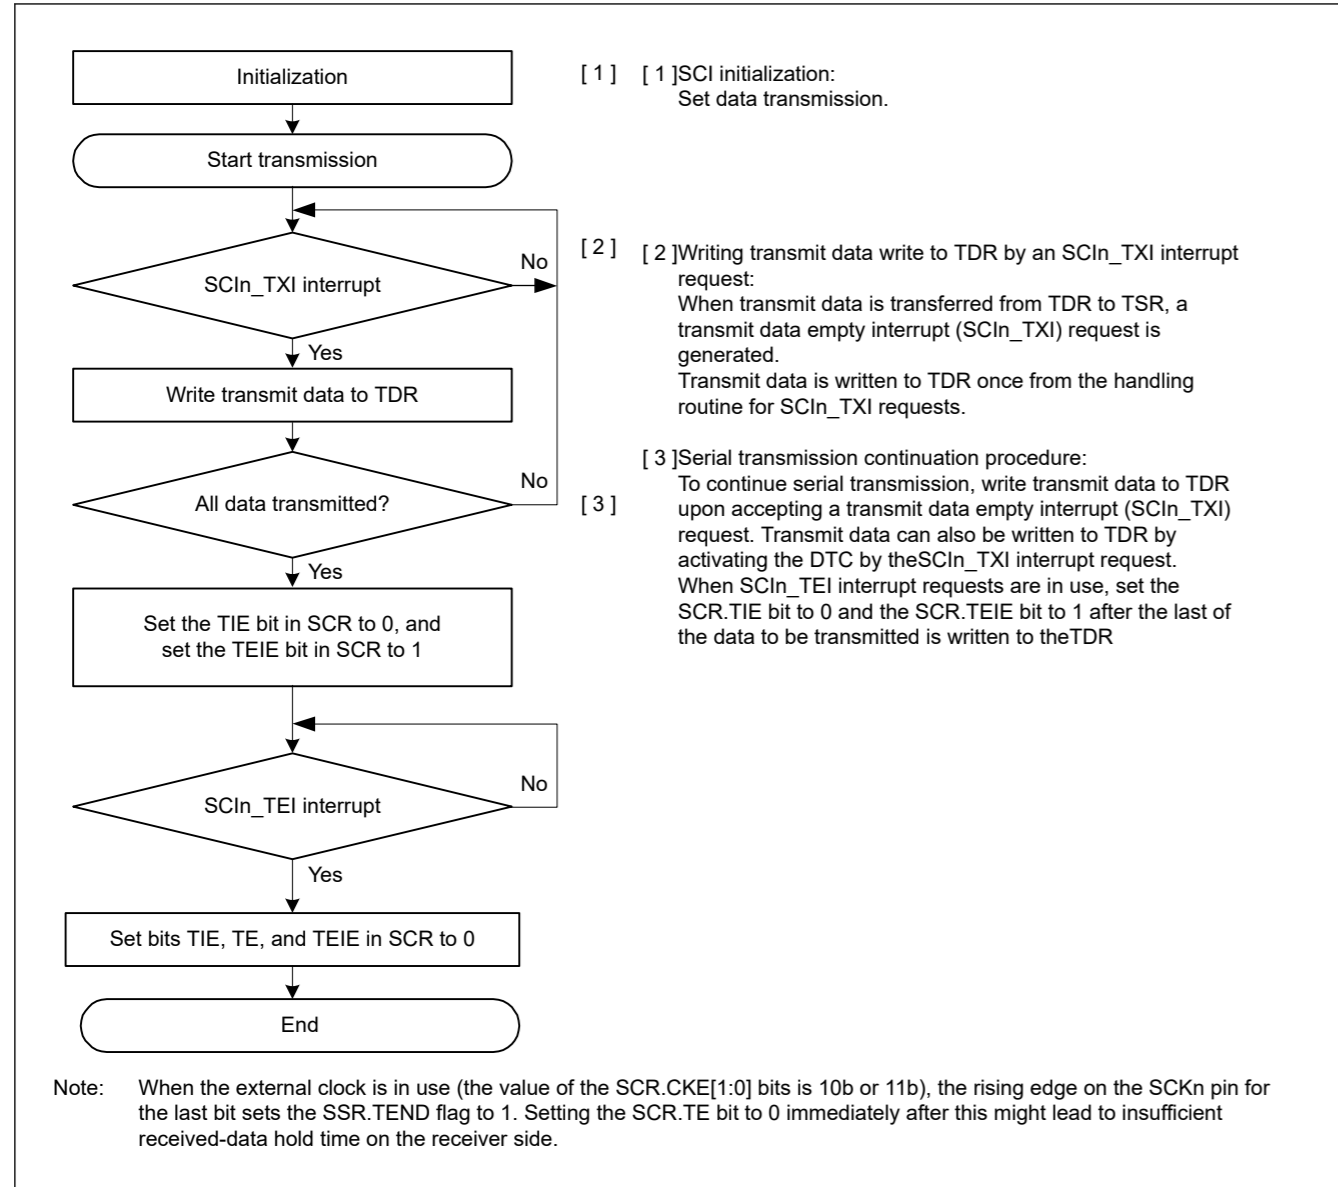 Initialization
[ 1 ]
[ 1 ]SCI initialization:
Set data transmission.
Start transmission
SCIn_TXI interrupt
No
Yes
[ 2 ]
[ 2 ]Writing transmit data write to TDR by an SCIn_TXI interrupt
request:
When transmit data is transferred from TDR to TSR, a
transmit data empty interrupt (SCIn_TXI) request is
generated.
Transmit data is written to TDR once from the handling
routine for SCIn_TXI requests.
Write transmit data to TDR
All data transmitted?
No
Yes
[ 3 ]
[ 3 ]Serial transmission continuation procedure:
To continue serial transmission, write transmit data to TDR
upon accepting a transmit data empty interrupt (SCIn_TXI)
request. Transmit data can also be written to TDR by
activating the DTC by theSCIn_TXI interrupt request.
When SCIn_TEI interrupt requests are in use, set the
SCR.TIE bit to 0 and the SCR.TEIE bit to 1 after the last of
the data to be transmitted is written to theTDR
Set the TIE bit in SCR to 0, and
set the TEIE bit in SCR to 1
SCIn_TEI interrupt
No
Yes
Set bits TIE, TE, and TEIE in SCR to 0
End
Note: When the external clock is in use (the value of the SCR.CKE[1:0] bits is 10b or 11b), the rising edge on the SCKn pin for
the last bit sets the SSR.TEND flag to 1. Setting the SCR.TE bit to 0 immediately after this might lead to insufficient
received-data hold time on the receiver side.